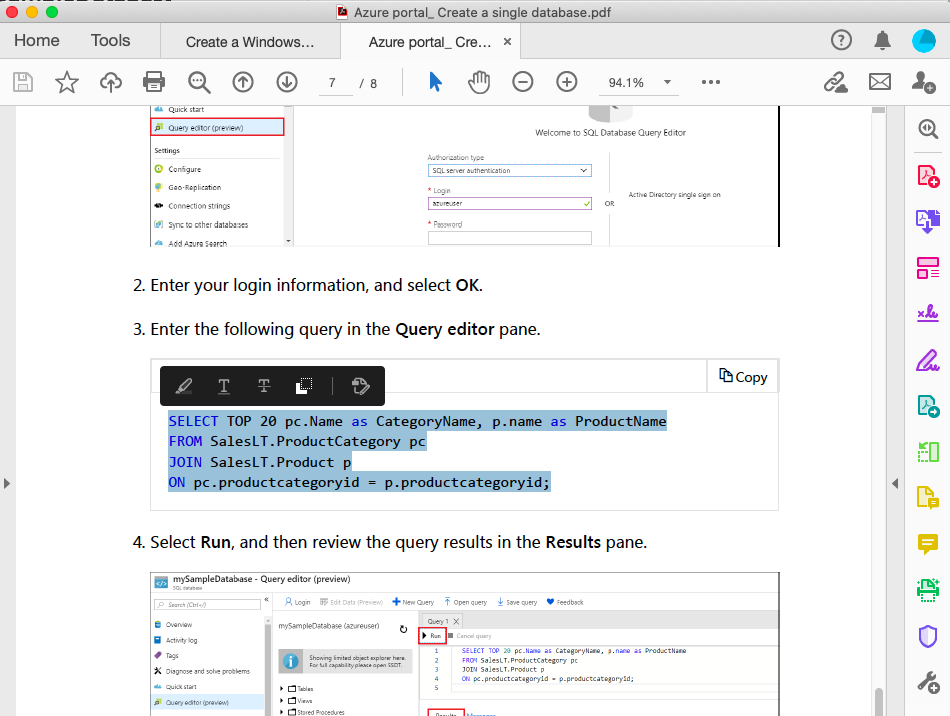 Azure portal_ Create a single database.pdf
Home Tools Create a Windows... Azure portal_ Cre... ×
7 / 8 94.1%
Quick start
Query editor (preview)
Settings
Configure
Geo-Replication
Connection strings
Sync to other databases
Add Azure Search
Welcome to SQL Database Query Editor
Authorization type
SQL server authentication
* Login
azureuser
* Password
OR
Active Directory single sign on
2. Enter your login information, and select OK.
3. Enter the following query in the Query editor pane.
Copy
SELECT TOP 20 pc.Name as CategoryName, p.name as ProductName
FROM SalesLT.ProductCategory pc
JOIN SalesLT.Product p
ON pc.productcategoryid = p.productcategoryid;
4. Select Run, and then review the query results in the Results pane.
mySampleDatabase - Query editor (preview)
SQL database
Search (Ctrl+/)
Overview
Activity log
Tags
Diagnose and solve problems
Quick start
Query editor (preview)
Login Edit Data (Preview) New Query Open query Save query Feedback
mySampleDatabase (azureuser)
Showing limited object explorer here.
For full capability please open SSDT.
Tables
Views
Stored Procedures
Query 1 X
Run Cancel query
1 SELECT TOP 20 pc.Name as CategoryName, p.name as ProductName
2 FROM SalesLT.ProductCategory pc
3 JOIN SalesLT.Product p
4 ON pc.productcategoryid = p.productcategoryid;
5
Results Messages